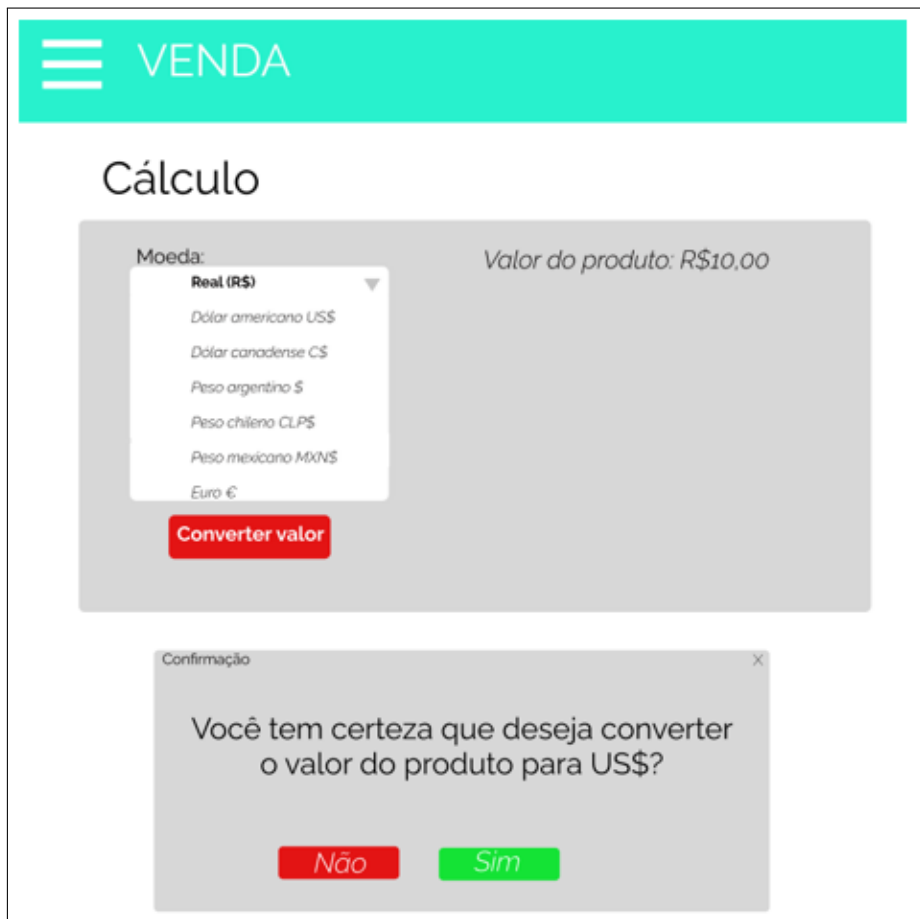 VENDA
Cálculo
Moeda:
Real (R$)
Dólar americano US$
Dólar canadense C$
Peso argentino $
Peso chileno CLP$
Peso mexicano MXN$
Euro €
Converter valor
Valor do produto: R$10,00
Confirmação X
Você tem certeza que deseja converter
o valor do produto para US$?
Não Sim